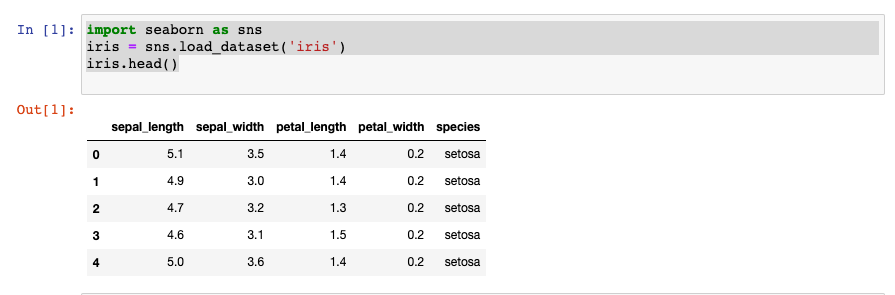 In [1]: import seaborn as sns
iris = sns.load_dataset('iris')
iris.head()
Out[1]:
sepal_length sepal_width petal_length petal_width species
0 5.1 3.5 1.4 0.2 setosa
1 4.9 3.0 1.4 0.2 setosa
2 4.7 3.2 1.3 0.2 setosa
3 4.6 3.1 1.5 0.2 setosa
4 5.0 3.6 1.4 0.2 setosa